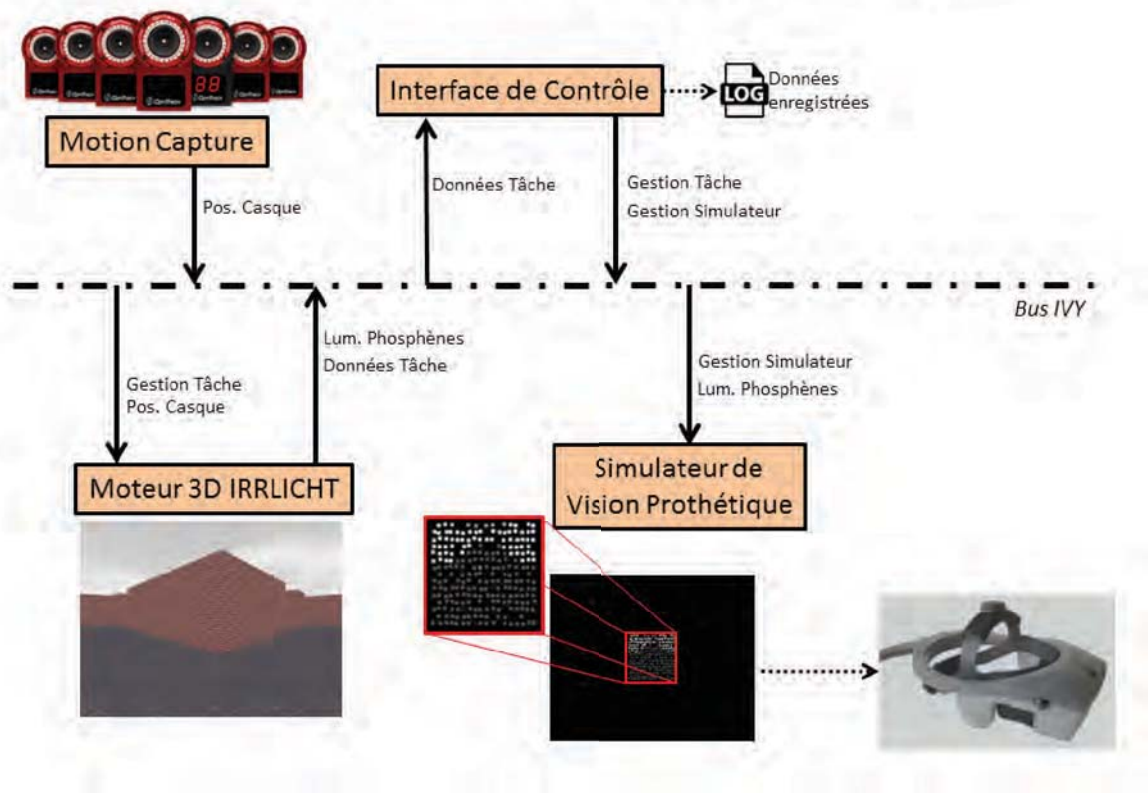 88
Motion Capture
Interface de Contrôle
LOG
Données
enregistrées
Pos. Casque
Données Tâche
Gestion Tâche
Gestion Simulateur
Bus IVY
Gestion Tâche
Pos. Casque
Lum. Phosphènes
Données Tâche
Gestion Simulateur
Lum. Phosphènes
Moteur 3D IRRLICHT
Simulateur de
Vision Prothétique